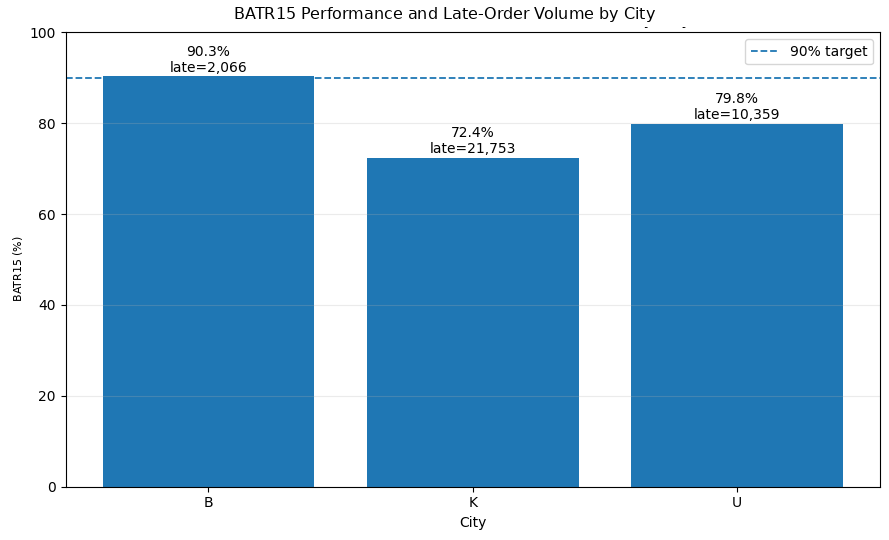 BATR15 Performance and Late-Order Volume by City
100
80
60
40
20
0
BATR15 (%)
90% target
90.3%
late=2,066
72.4%
late=21,753
79.8%
late=10,359
B
K
U
City